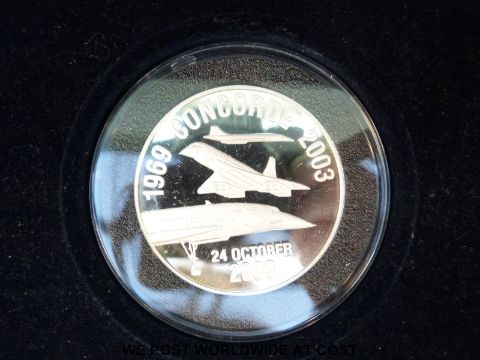 1969 CONCORDE 2003
24 OCTOBER
2003
WE POST WORLDWIDE AT COST